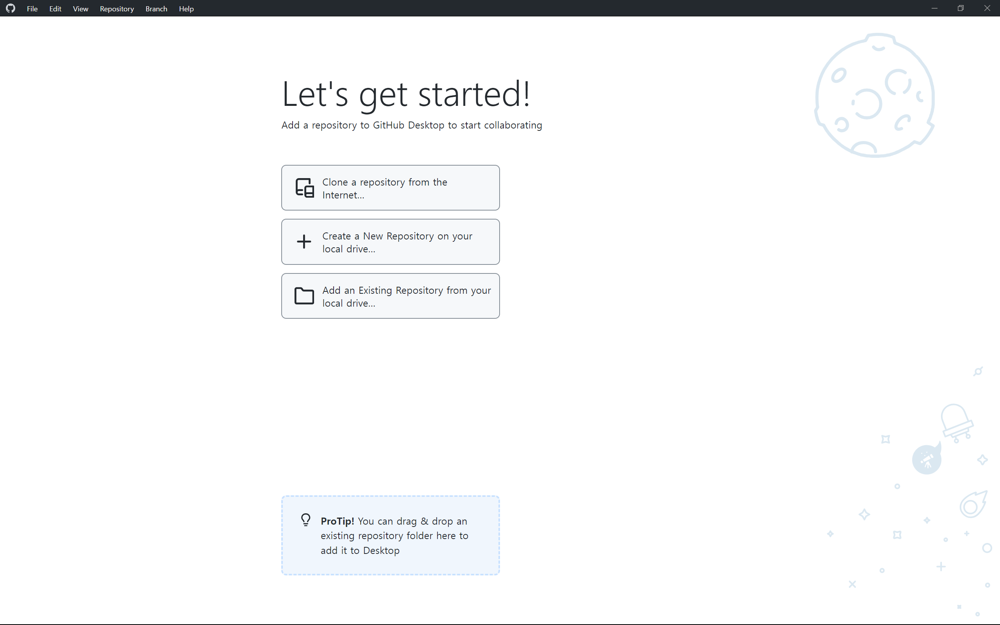 File Edit View Repository Branch Help
Let's get started!
Add a repository to GitHub Desktop to start collaborating
Clone a repository from the
Internet...
Create a New Repository on your
local drive...
Add an Existing Repository from your
local drive...
ProTip! You can drag & drop an
existing repository folder here to
add it to Desktop